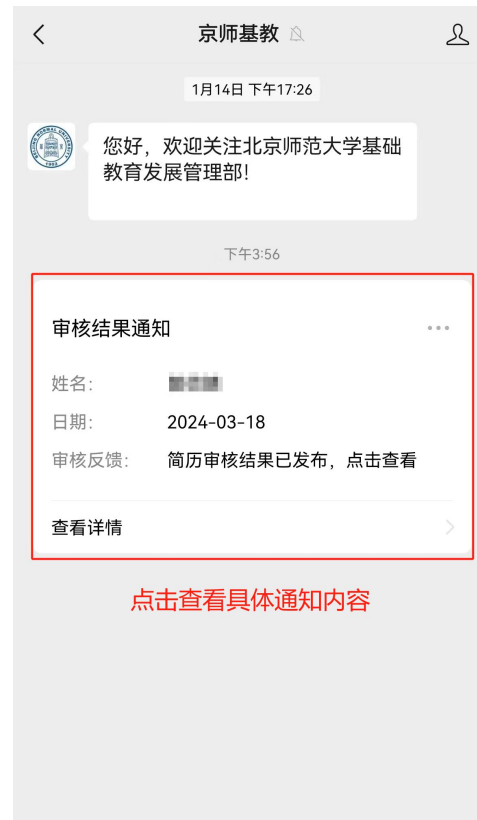 京师基教
1月14日 下午17:26
您好，欢迎关注北京师范大学基础
教育发展管理部！
下午3:56
审核结果通知
姓名：
日期： 2024-03-18
审核反馈： 简历审核结果已发布，点击查看
查看详情
点击查看具体通知内容